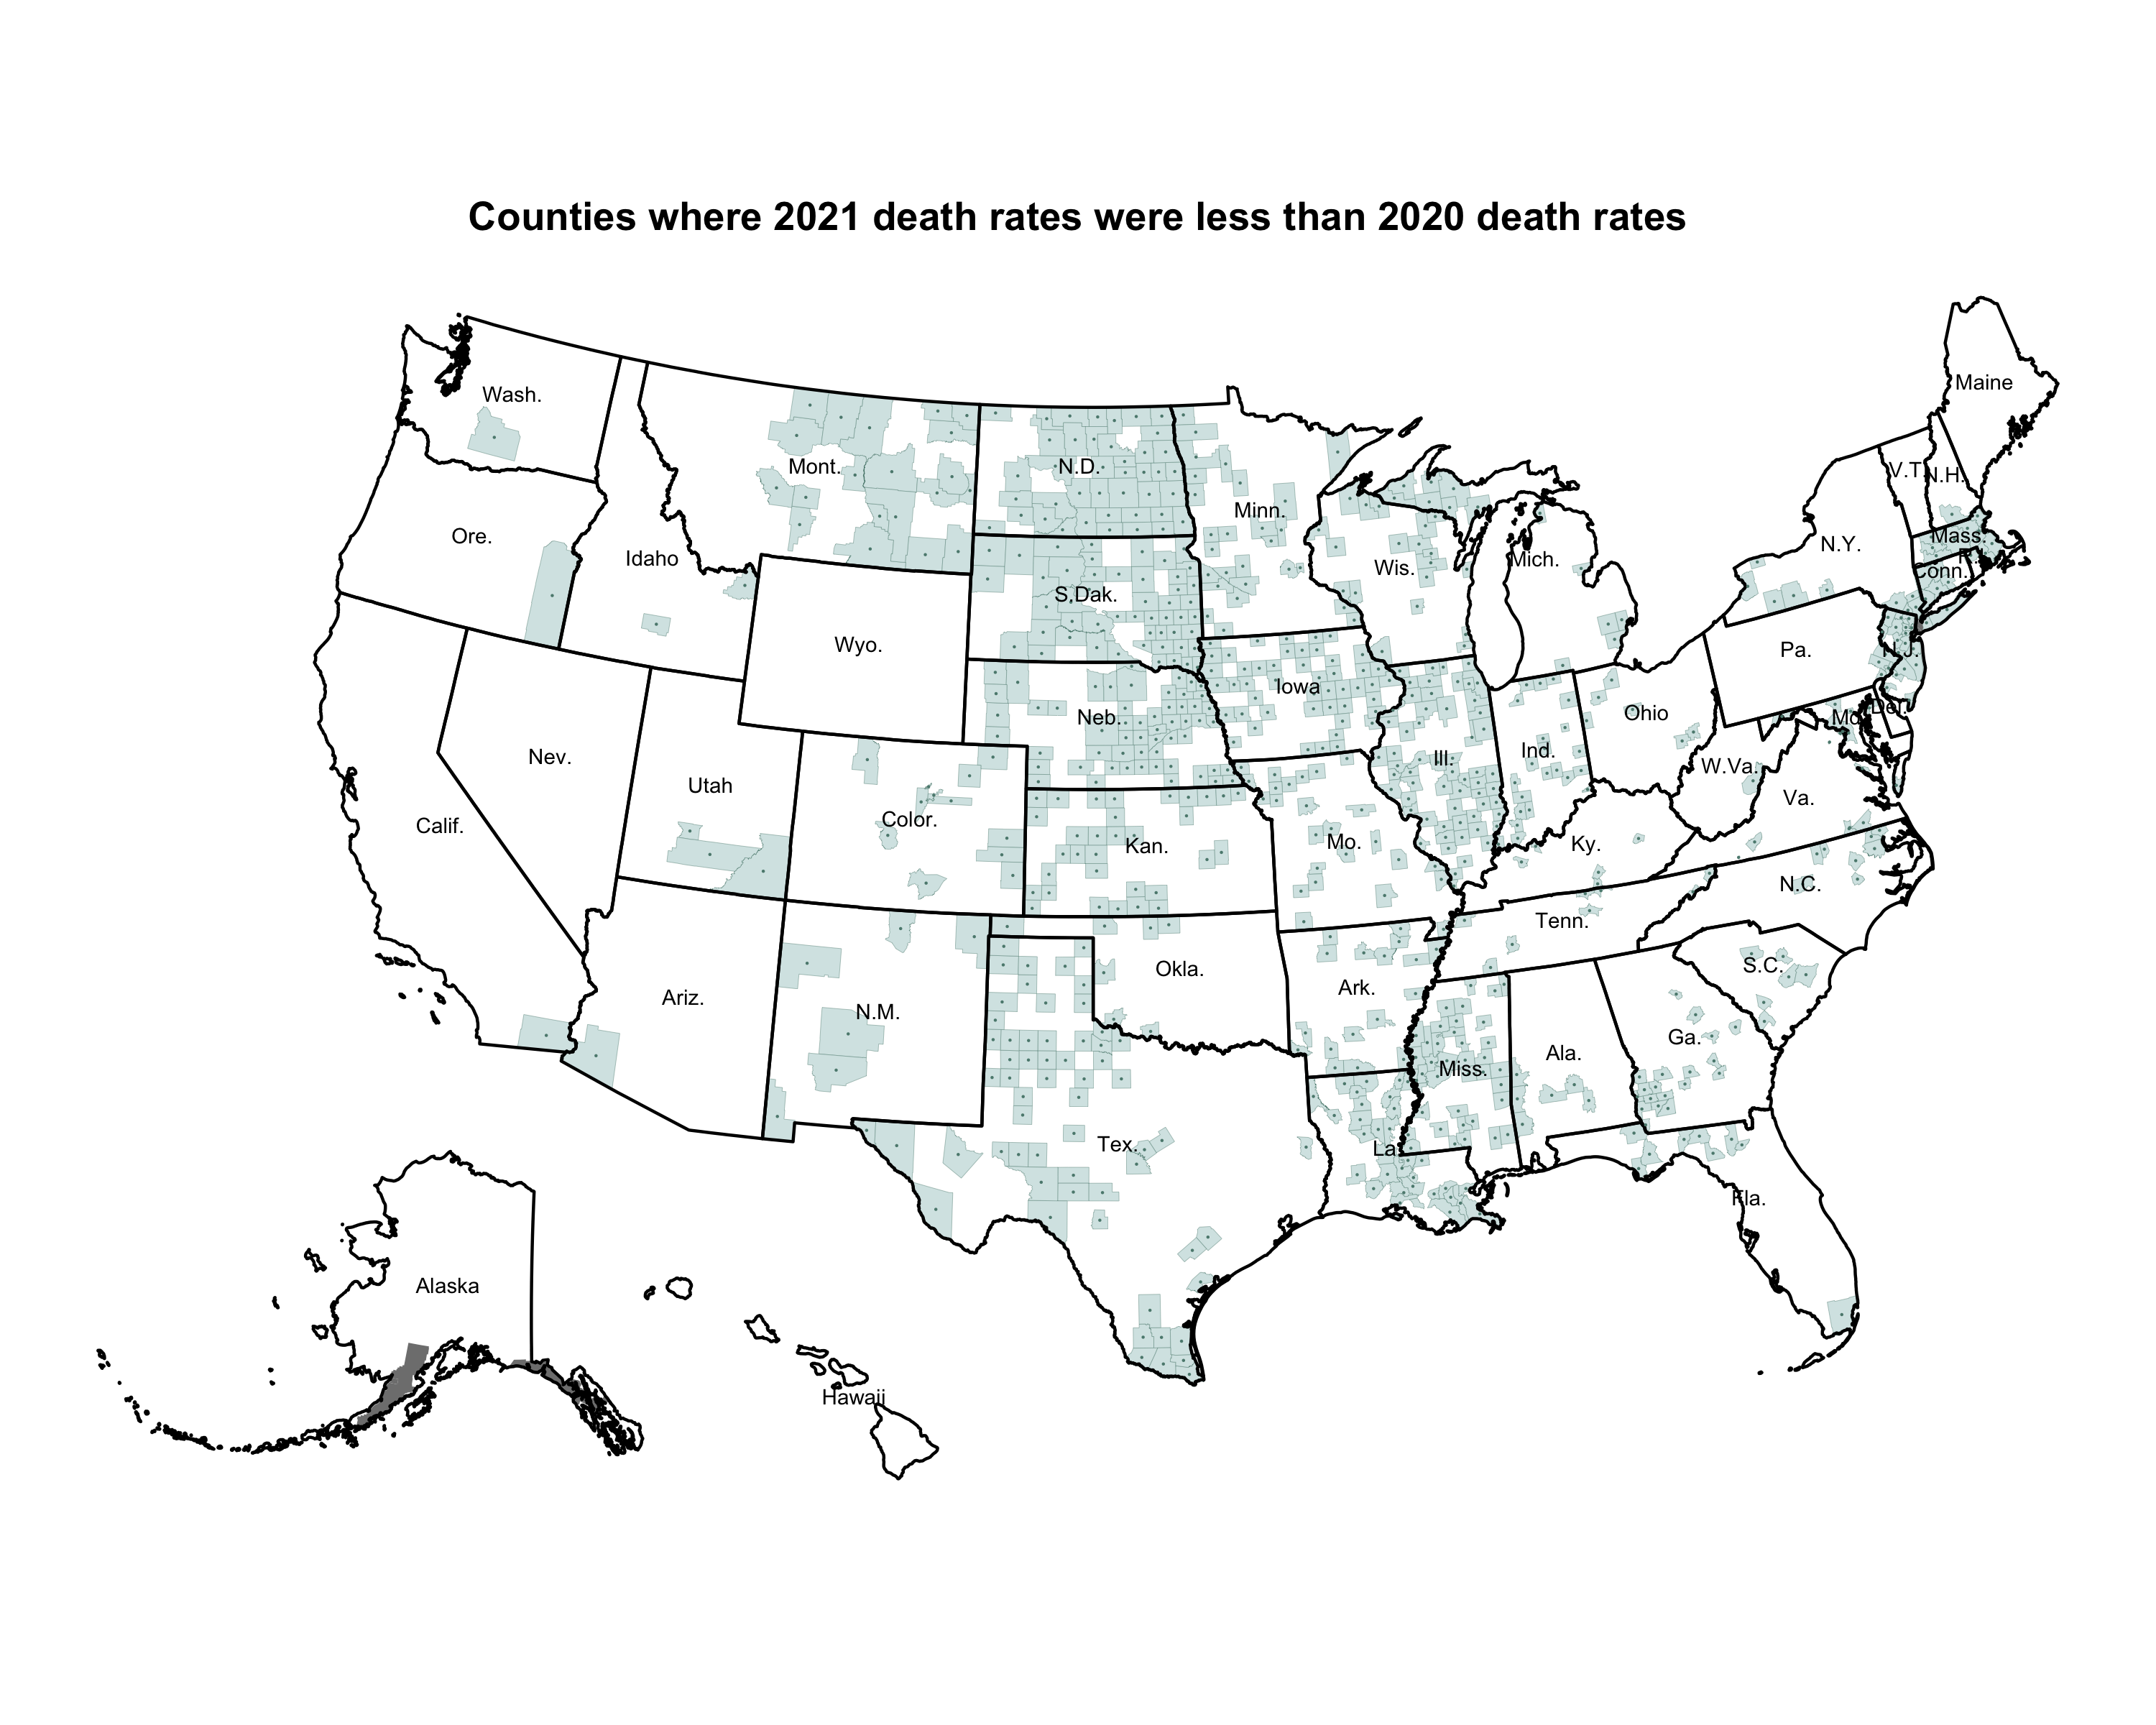 Counties where 2021 death rates were less than 2020 death rates
Maine
Wash.
Mont.
N.D.
V.T.
N.H.
Minn.
Ore.
Idaho
N.Y.
Mass.
R.I.
Wis.
Mich.
Conn.
S.Dak.
Wyo.
Pa.
N.J.
Iowa
Neb.
Ohio
Md.
Del.
Nev.
Utah
Ill.
Ind.
W.Va.
Va.
Calif.
Color.
Kan.
Mo.
Ky.
N.C.
Tenn.
Ariz.
N.M.
Okla.
Ark.
S.C.
Miss.
Ala.
Ga.
Tex.
La.
Fla.
Alaska
Hawaii